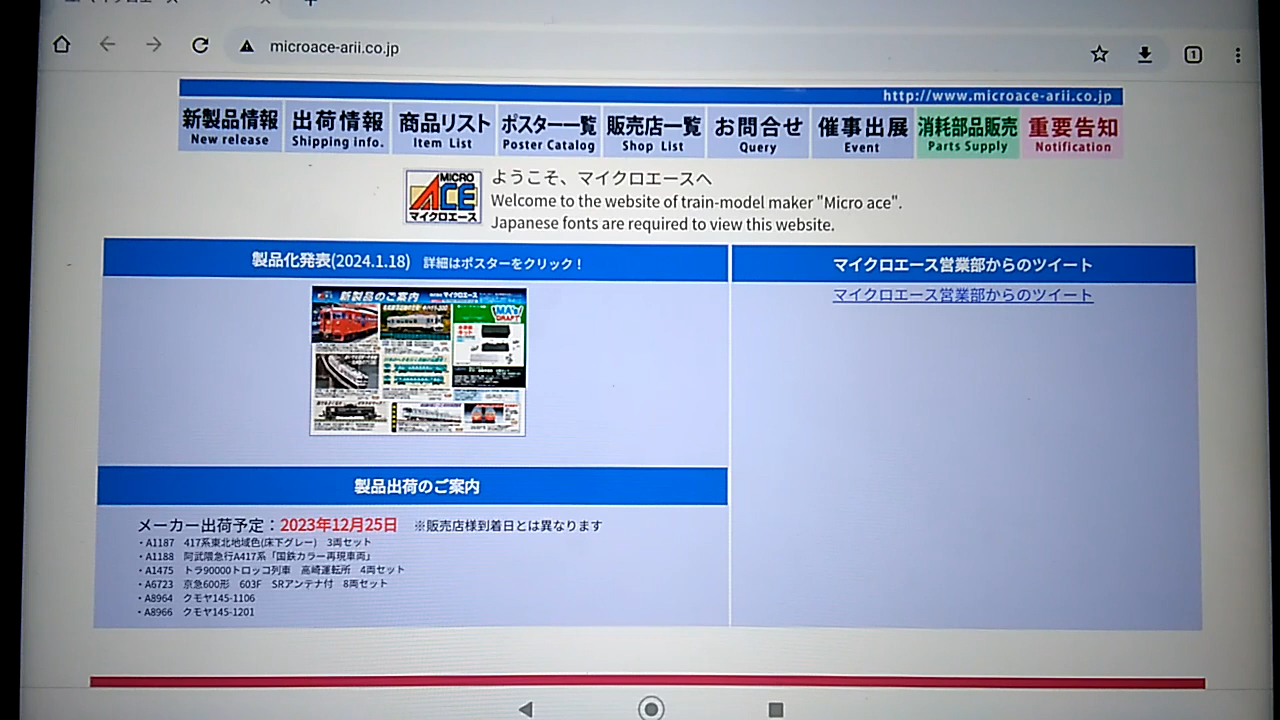 microace-arii.co.jp
1
http://www.microace-arii.co.jp
新製品情報 出荷情報 商品リスト ポスター一覧 販売店一覧 お問合せ 催事出展 消耗部品販売 重要告知
New release Shipping Info. Item List Poster Catalog Shop List Query Event Parts Supply Notification
MICRO
ACE
マイクロエース
ようこそ、マイクロエースへ
Welcome to the website of train-model maker "Micro ace".
Japanese fonts are required to view this website.
製品化発表(2024.1.18) 詳細はポスターをクリック！
新製品のご案内 マイクロエース
MA's
DRAFT
製品出荷のご案内
メーカー出荷予定：2023年12月25日 ※販売店様到着日とは異なります
・A1187 417系東北地域色(床下グレー) 3両セット
・A1188 阿武隈急行A417系「国鉄カラー再現車両」
・A1475 トラ90000トロッコ列車 高崎運転所 4両セット
・A6723 京急600形 603F SRアンテナ付 8両セット
・A8964 クモヤ145-1106
・A8966 クモヤ145-1201
マイクロエース営業部からのツイート
マイクロエース営業部からのツイート